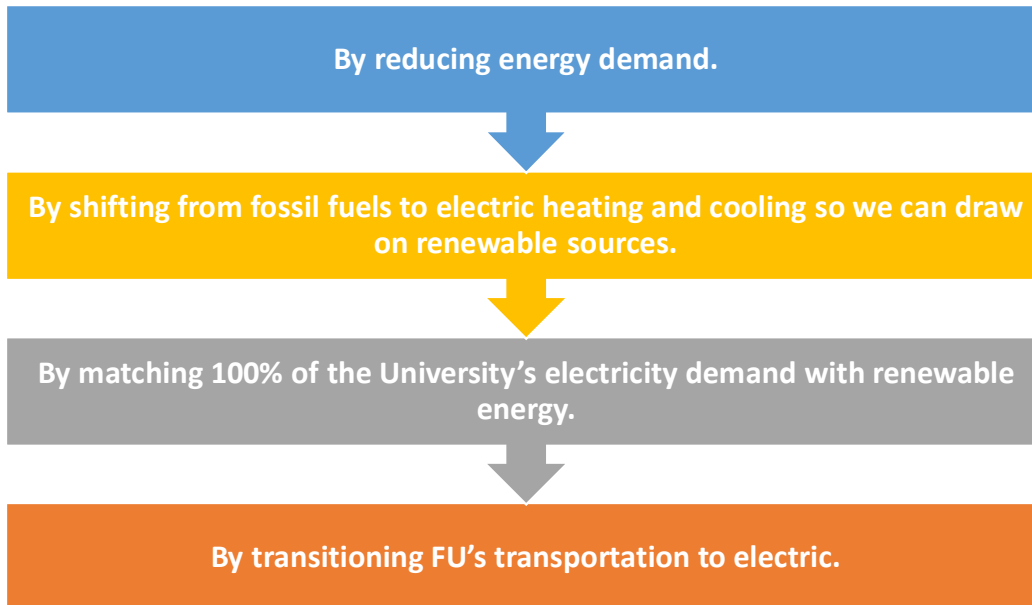 By reducing energy demand.
By shifting from fossil fuels to electric heating and cooling so we can draw
on renewable sources.
By matching 100% of the University’s electricity demand with renewable
energy.
By transitioning FU’s transportation to electric.